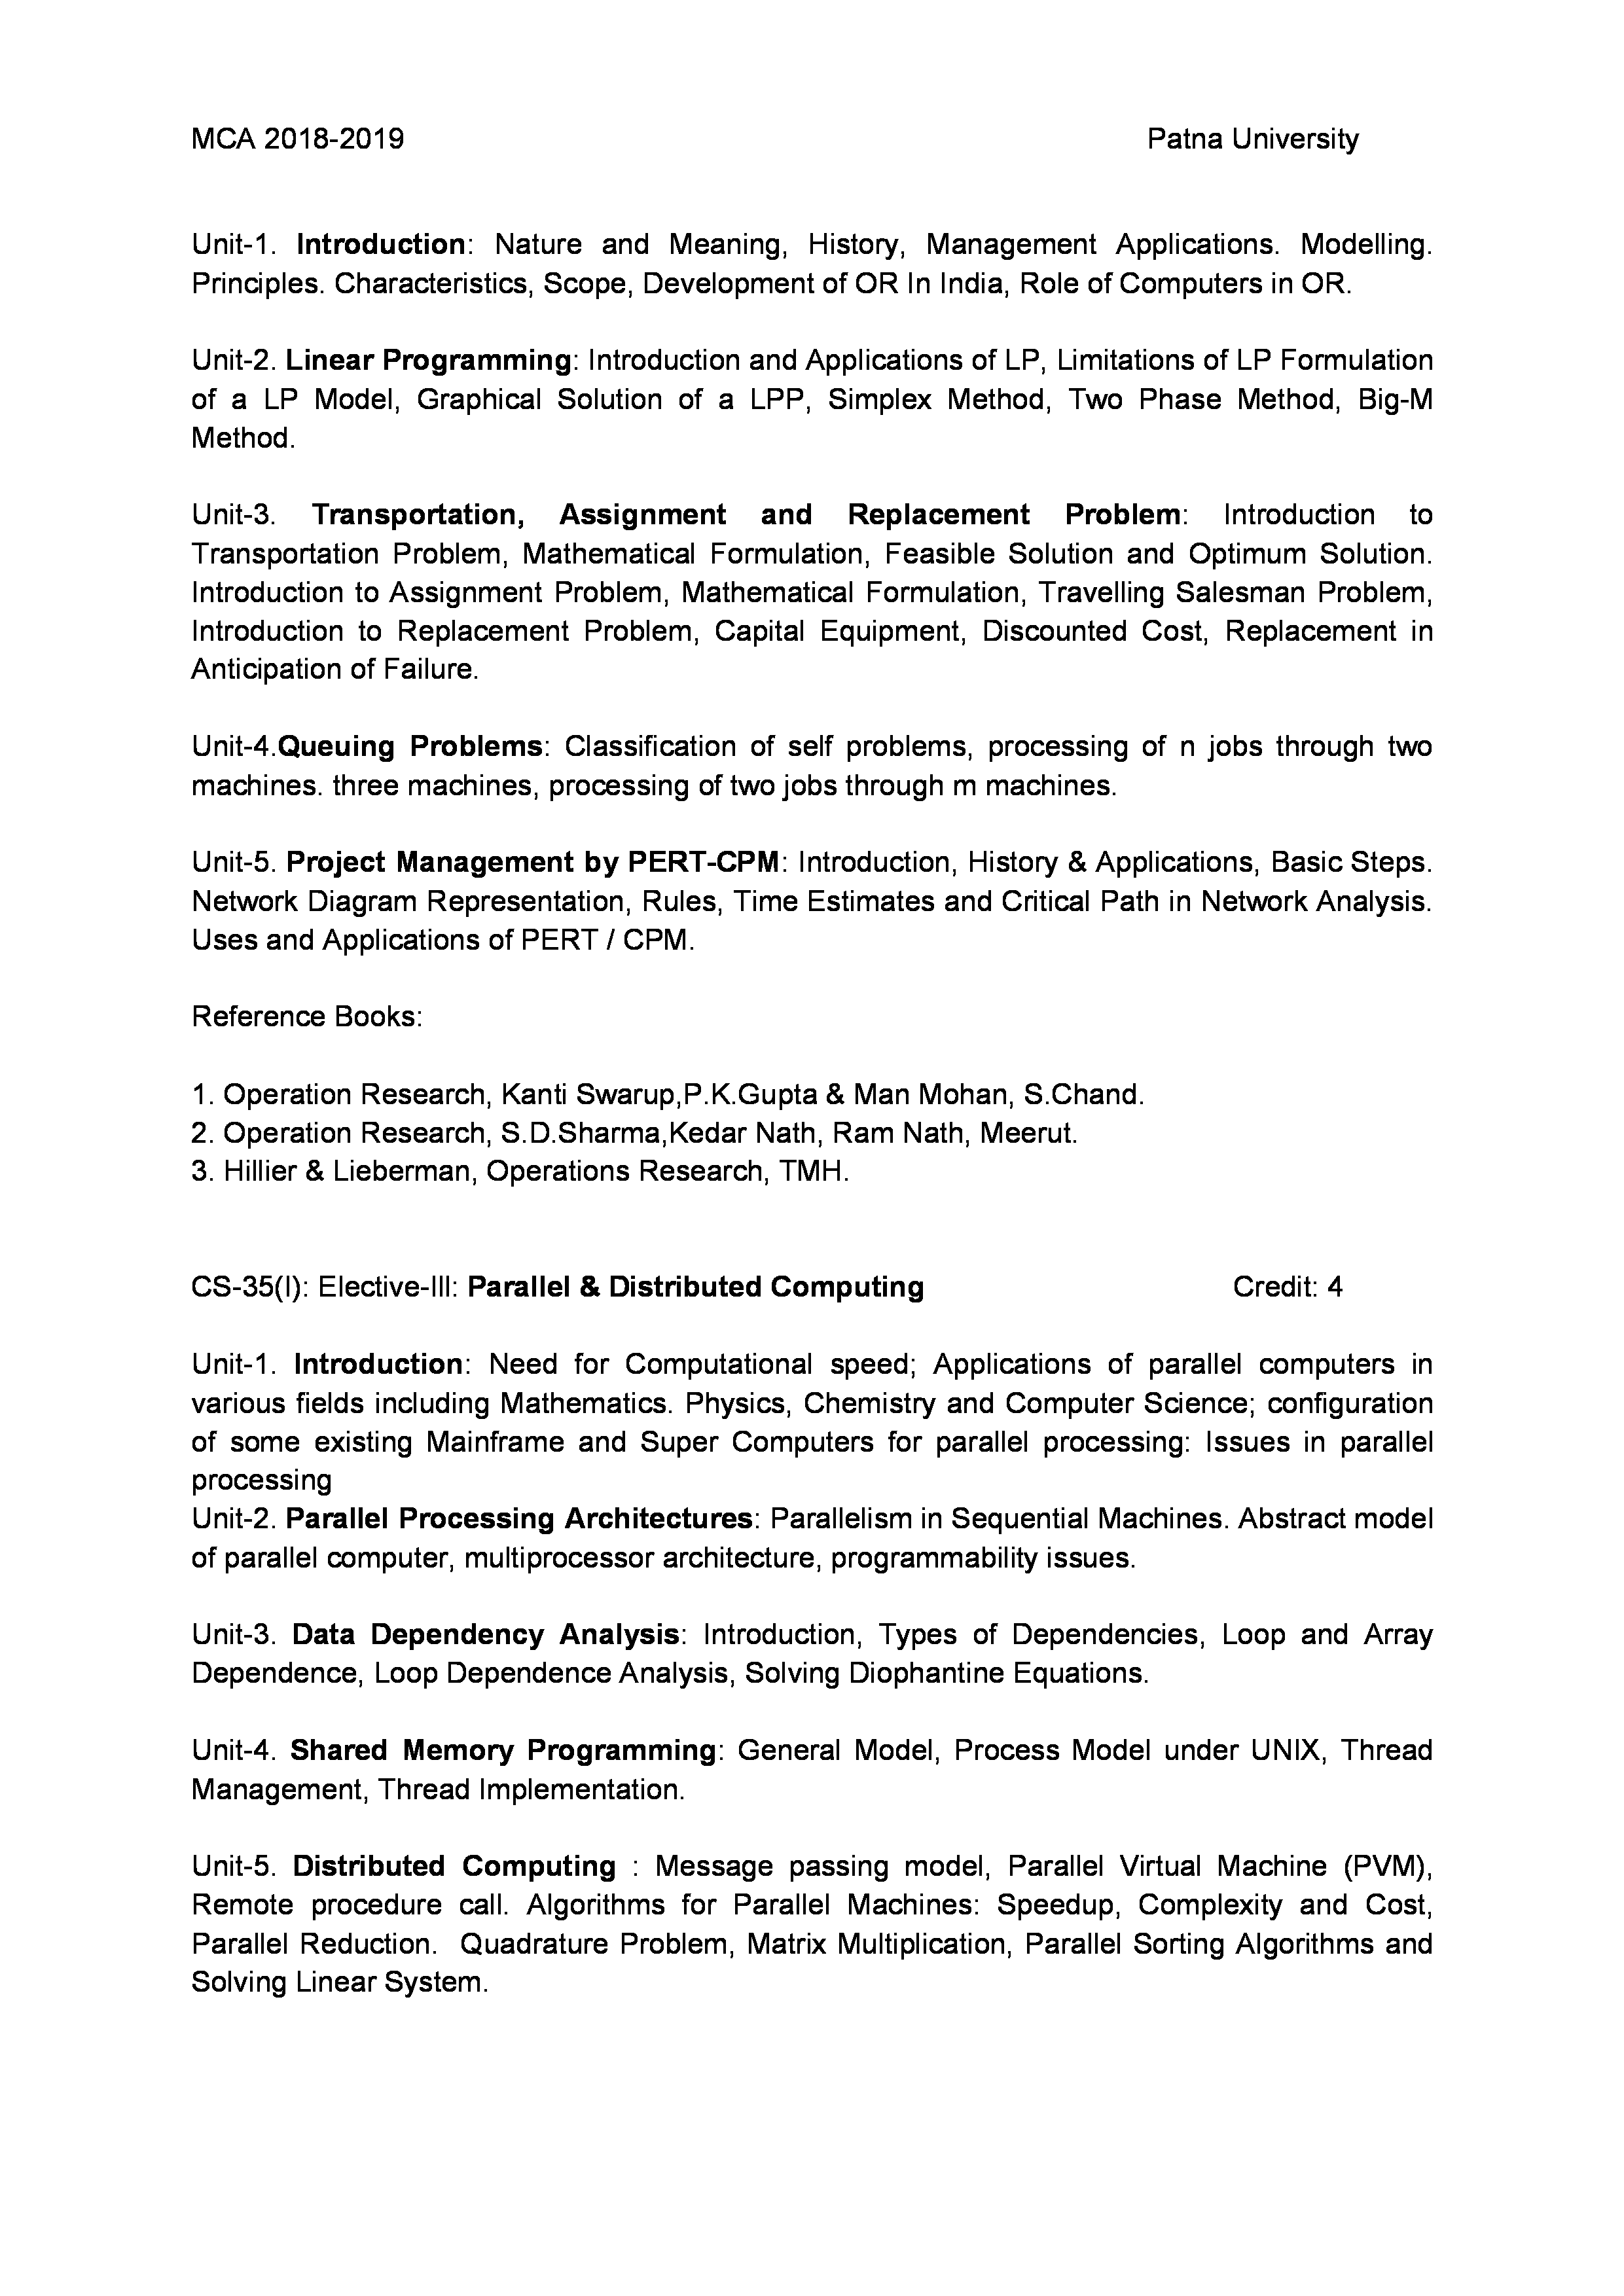 MCA 2018-2019 Patna University
Unit-1. Introduction: Nature and Meaning, History, Management Applications. Modelling.
Principles. Characteristics, Scope, Development of OR In India, Role of Computers in OR.
Unit-2. Linear Programming: Introduction and Applications of LP, Limitations of LP Formulation
of a LP Model, Graphical Solution of a LPP, Simplex Method, Two Phase Method, Big-M
Method.
Unit-3. Transportation, Assignment and Replacement Problem: Introduction to
Transportation Problem, Mathematical Formulation, Feasible Solution and Optimum Solution.
Introduction to Assignment Problem, Mathematical Formulation, Travelling Salesman Problem,
Introduction to Replacement Problem, Capital Equipment, Discounted Cost, Replacement in
Anticipation of Failure.
Unit-4.Queuing Problems: Classification of self problems, processing of n jobs through two
machines. three machines, processing of two jobs through m machines.
Unit-5. Project Management by PERT-CPM: Introduction, History & Applications, Basic Steps.
Network Diagram Representation, Rules, Time Estimates and Critical Path in Network Analysis.
Uses and Applications of PERT / CPM.
Reference Books:
1. Operation Research, Kanti Swarup,P.K.Gupta & Man Mohan, S.Chand.
2. Operation Research, S.D.Sharma,Kedar Nath, Ram Nath, Meerut.
3. Hillier & Lieberman, Operations Research, TMH.
CS-35(I): Elective-III: Parallel & Distributed Computing Credit: 4
Unit-1. Introduction: Need for Computational speed; Applications of parallel computers in
various fields including Mathematics. Physics, Chemistry and Computer Science; configuration
of some existing Mainframe and Super Computers for parallel processing: Issues in parallel
processing
Unit-2. Parallel Processing Architectures: Parallelism in Sequential Machines. Abstract model
of parallel computer, multiprocessor architecture, programmability issues.
Unit-3. Data Dependency Analysis: Introduction, Types of Dependencies, Loop and Array
Dependence, Loop Dependence Analysis, Solving Diophantine Equations.
Unit-4. Shared Memory Programming: General Model, Process Model under UNIX, Thread
Management, Thread Implementation.
Unit-5. Distributed Computing : Message passing model, Parallel Virtual Machine (PVM),
Remote procedure call. Algorithms for Parallel Machines: Speedup, Complexity and Cost,
Parallel Reduction. Quadrature Problem, Matrix Multiplication, Parallel Sorting Algorithms and
Solving Linear System.